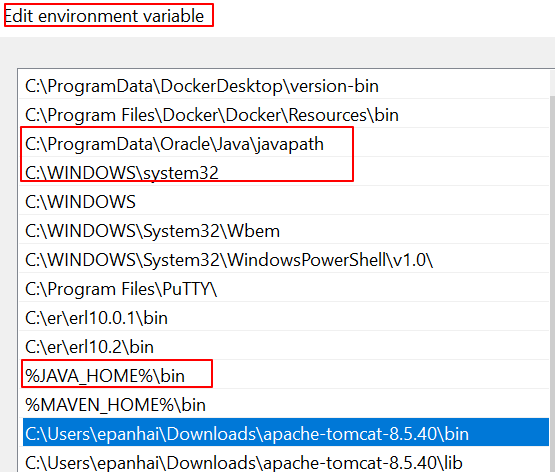 Edit environment variable
C:\ProgramData\DockerDesktop\version-bin
C:\Program Files\Docker\Docker\Resources\bin
C:\ProgramData\Oracle\Java\javapath
C:\WINDOWS\system32
C:\WINDOWS
C:\WINDOWS\System32\Wbem
C:\WINDOWS\System32\WindowsPowerShell\v1.0\
C:\Program Files\PuTTY\
C:\er\erl10.0.1\bin
C:\er\erl10.2\bin
%JAVA_HOME%\bin
%MAVEN_HOME%\bin
C:\Users\epanhai\Downloads\apache-tomcat-8.5.40\bin
C:\Users\epanhai\Downloads\apache-tomcat-8.5.40\lib